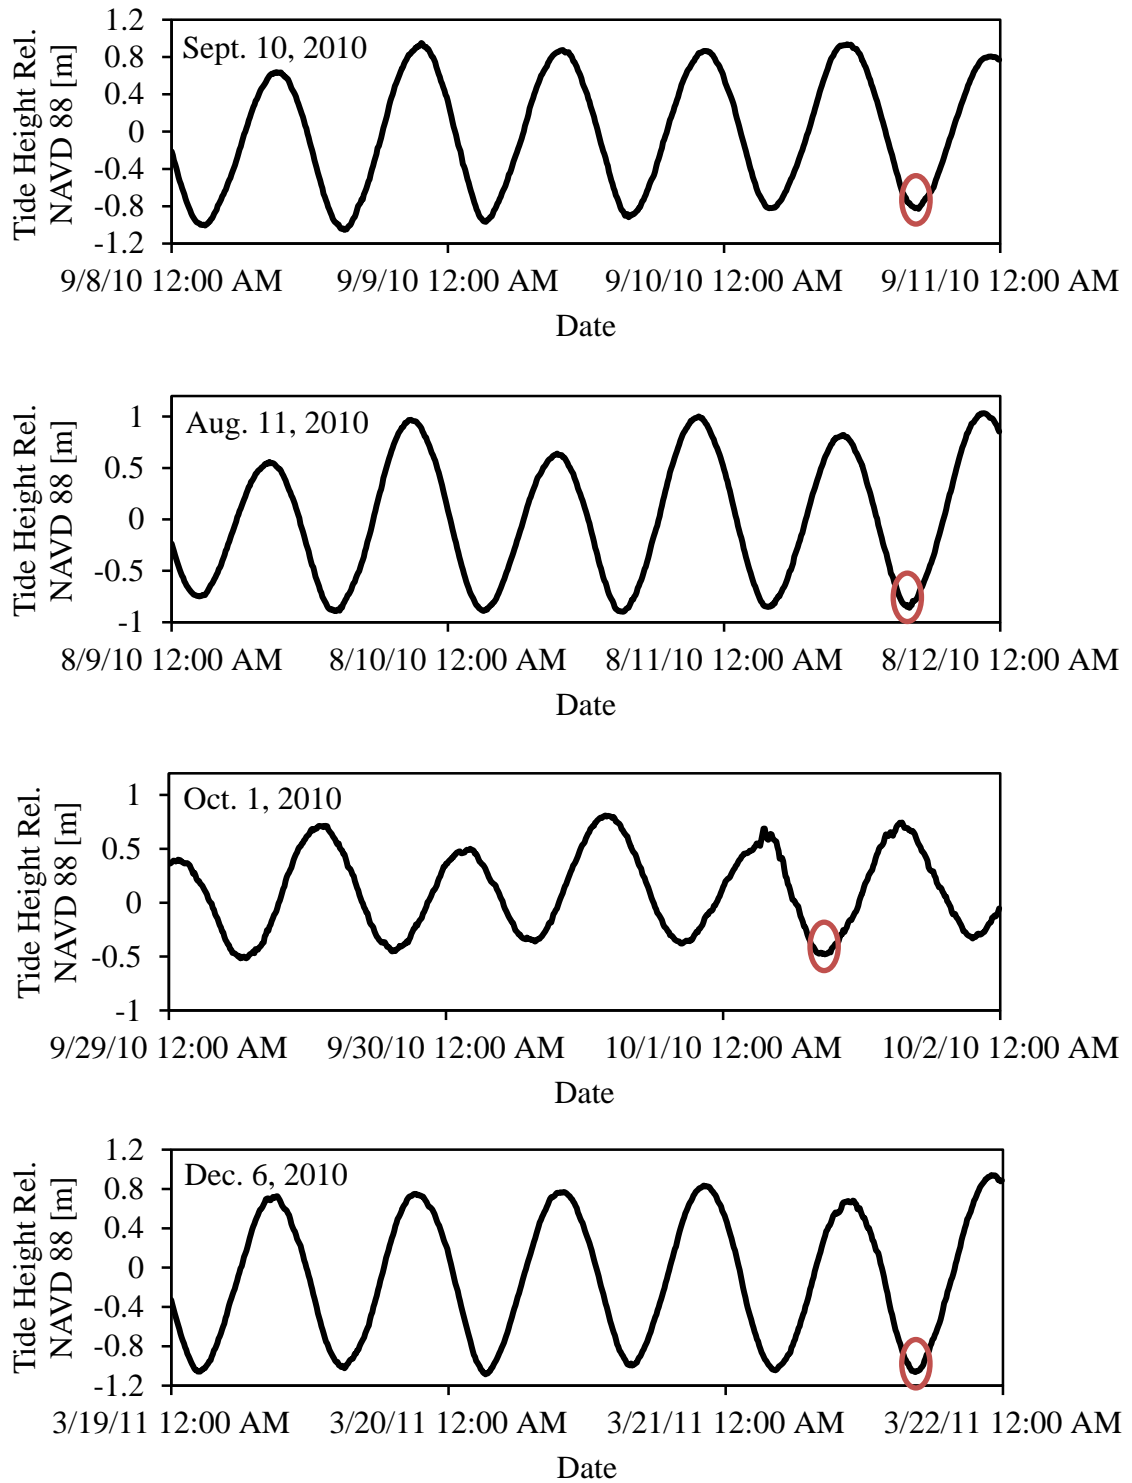 Tide Height Rel.
NAVD 88 [m]
Sept. 10, 2010
1.2
0.8
0.4
0
-0.4
-0.8
-1.2
9/8/10 12:00 AM 9/9/10 12:00 AM 9/10/10 12:00 AM 9/11/10 12:00 AM
Date
Tide Height Rel.
NAVD 88 [m]
Aug. 11, 2010
1
0.5
0
-0.5
-1
8/9/10 12:00 AM 8/10/10 12:00 AM 8/11/10 12:00 AM 8/12/10 12:00 AM
Date
Tide Height Rel.
NAVD 88 [m]
Oct. 1, 2010
1
0.5
0
-0.5
-1
9/29/10 12:00 AM 9/30/10 12:00 AM 10/1/10 12:00 AM 10/2/10 12:00 AM
Date
Tide Height Rel.
NAVD 88 [m]
Dec. 6, 2010
1.2
0.8
0.4
0
-0.4
-0.8
-1.2
3/19/11 12:00 AM 3/20/11 12:00 AM 3/21/11 12:00 AM 3/22/11 12:00 AM
Date